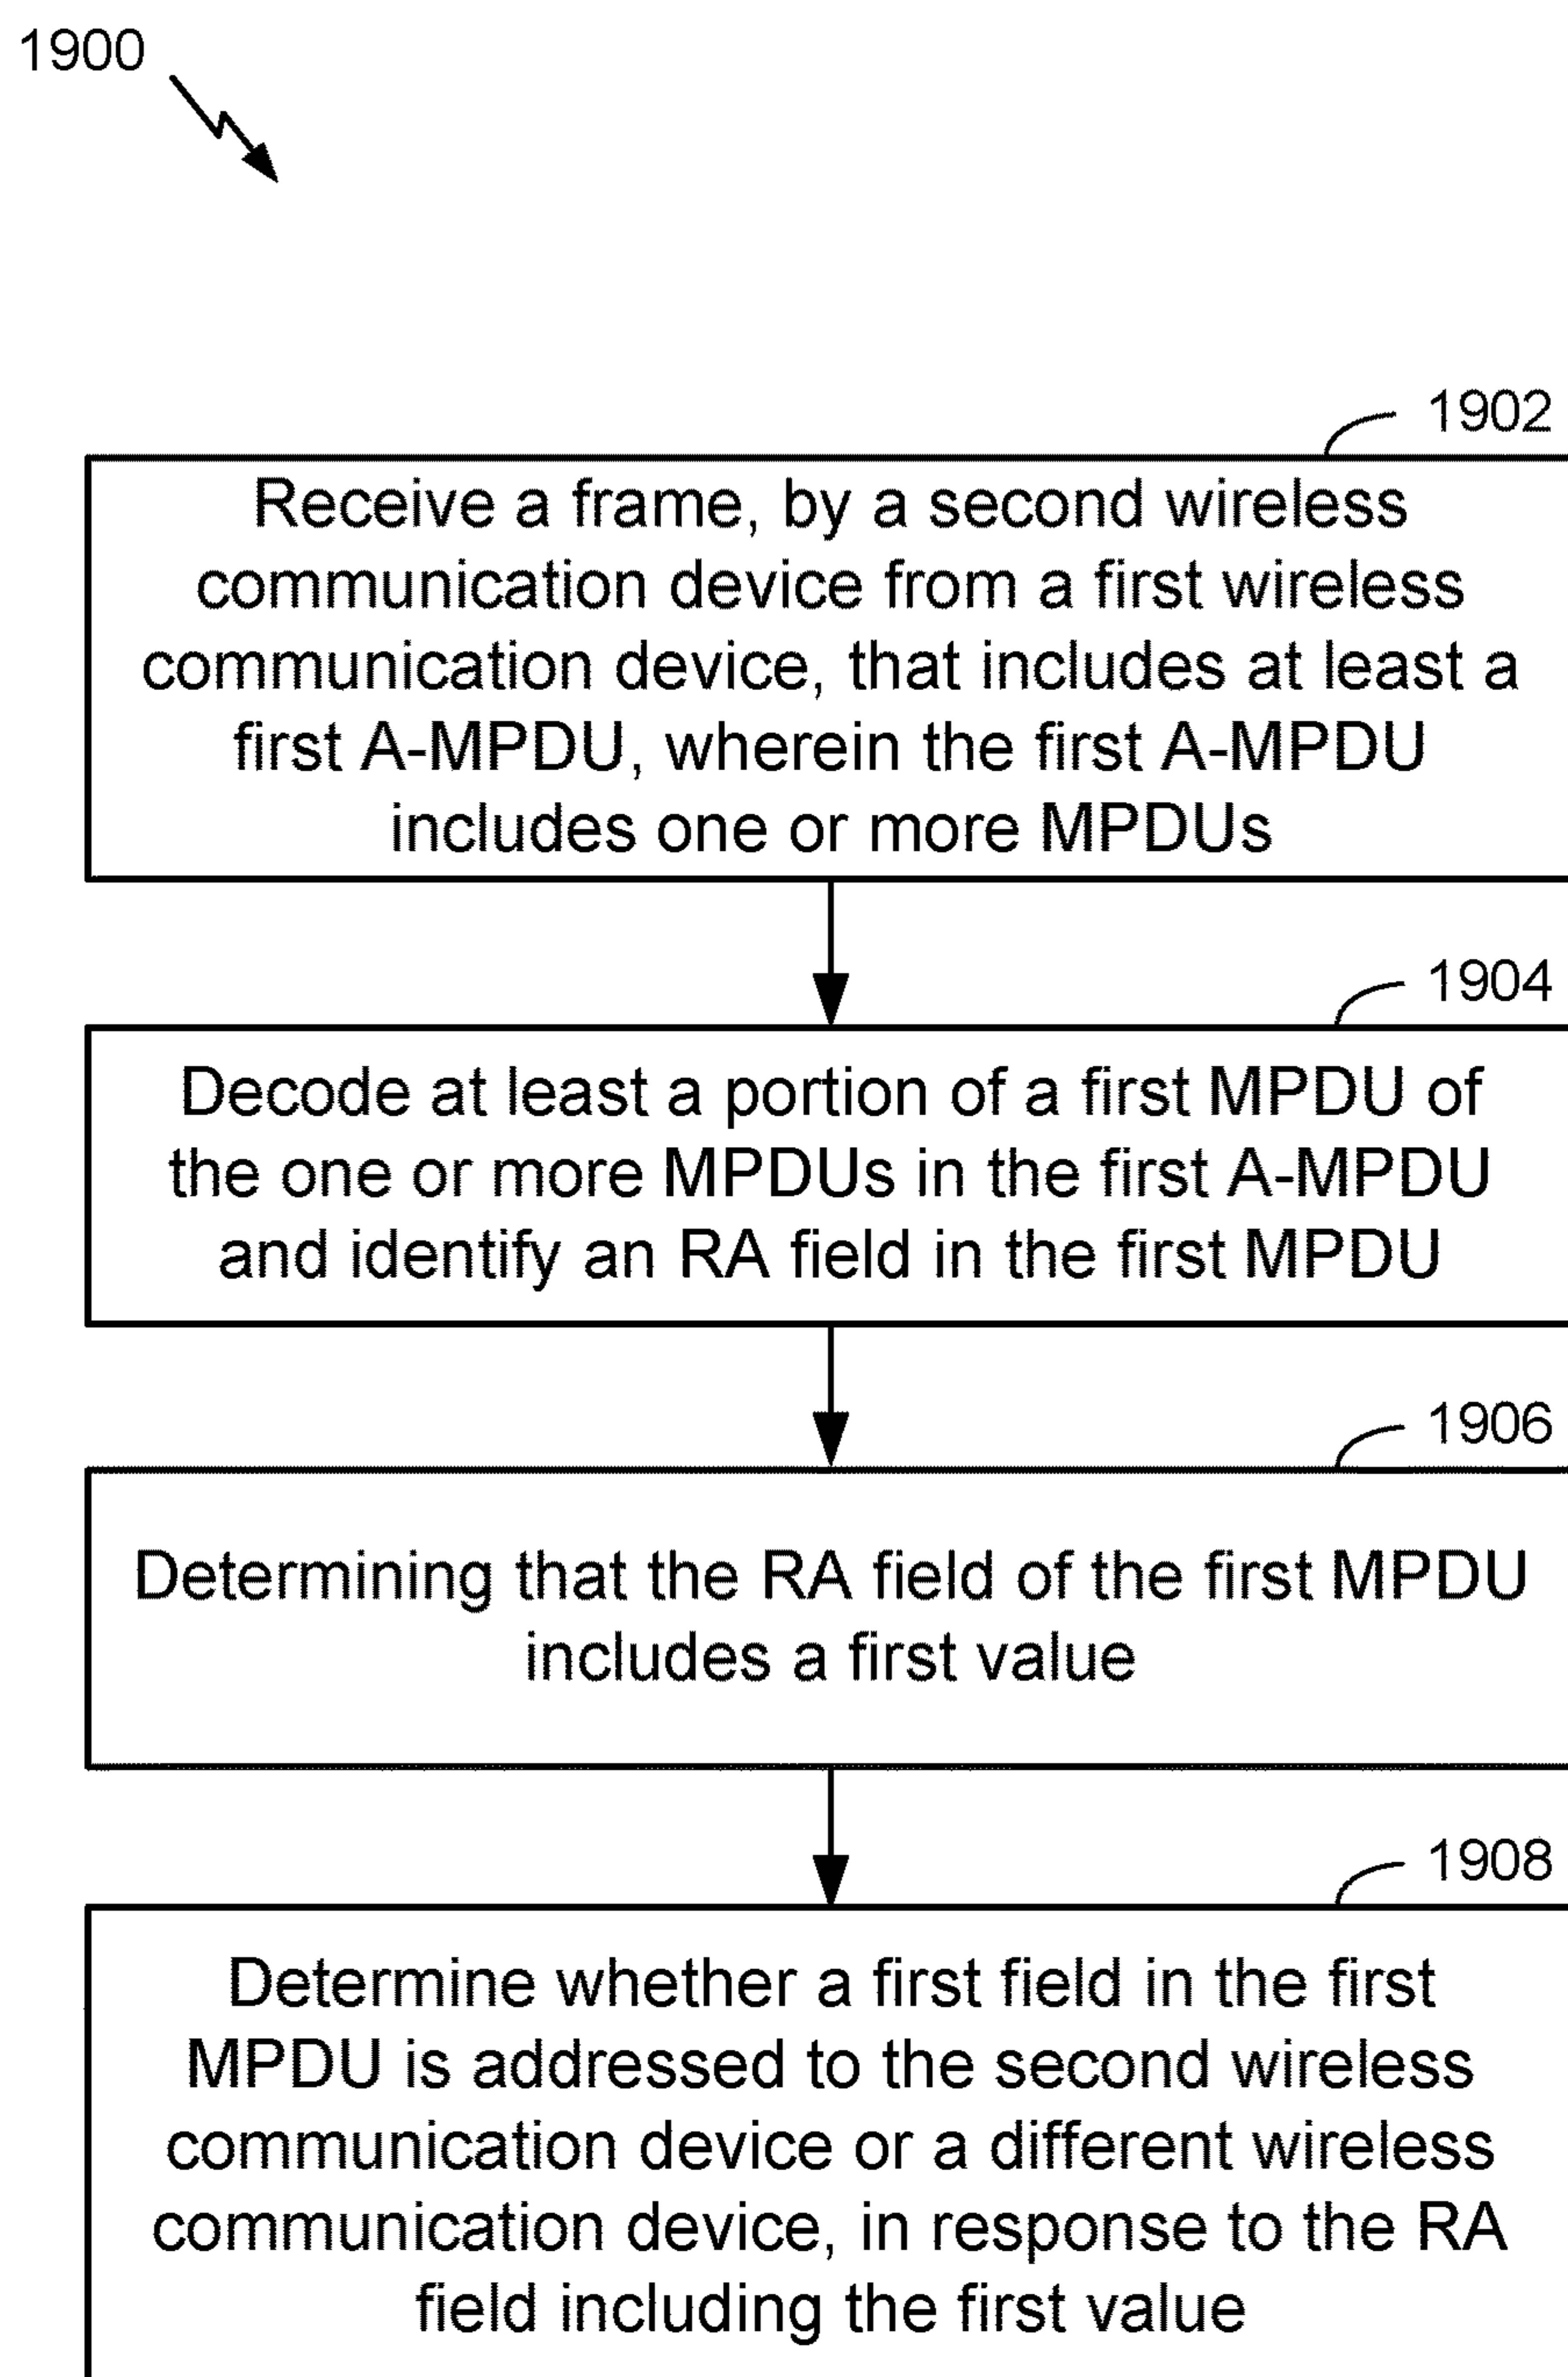 1900
1902
Receive a frame, by a second wireless
communication device from a first wireless
communication device, that includes at least a
first A-MPDU, wherein the first A-MPDU
includes one or more MPDUs
1904
Decode at least a portion of a first MPDU of
the one or more MPDUs in the first A-MPDU
and identify an RA field in the first MPDU
1906
Determining that the RA field of the first MPDU
includes a first value
1908
Determine whether a first field in the first
MPDU is addressed to the second wireless
communication device or a different wireless
communication device, in response to the RA
field including the first value